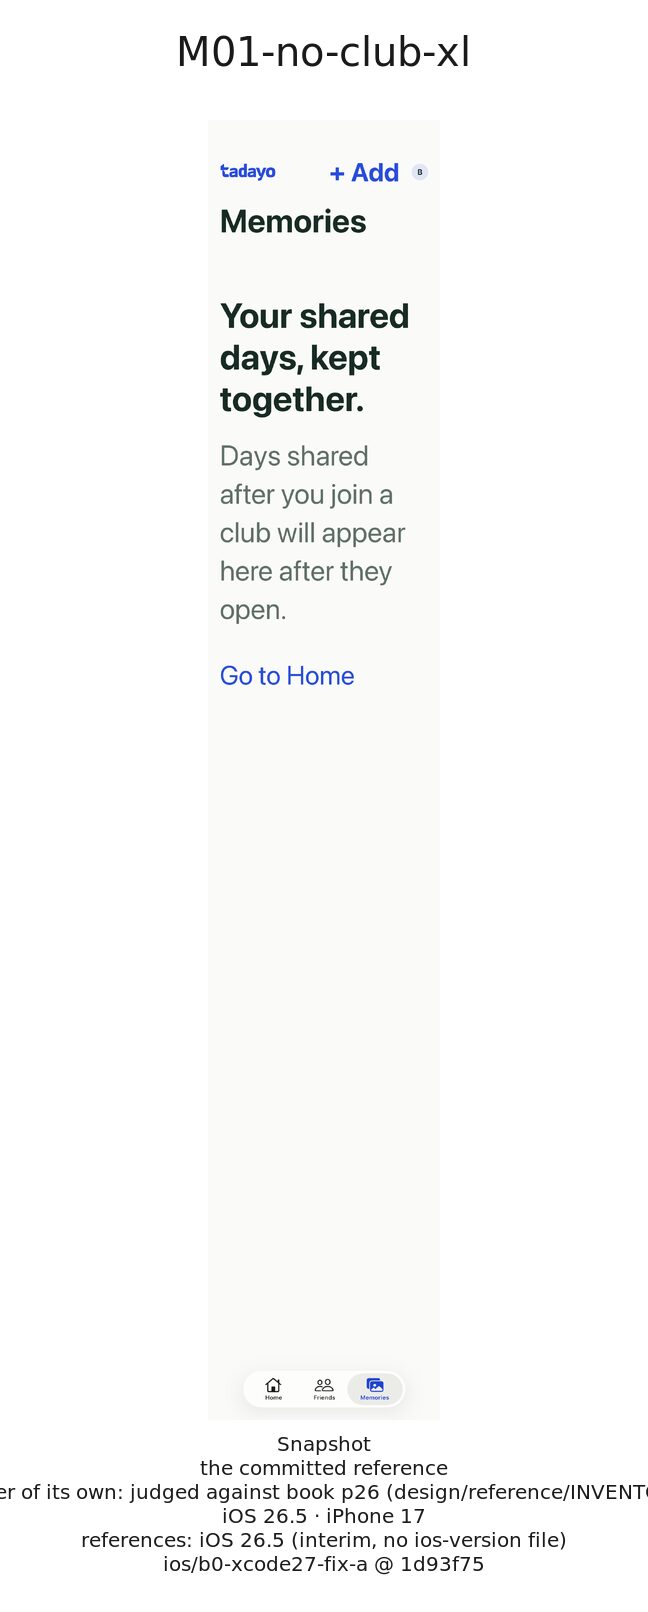 M01-no-club-xl
tadayo
+ Add
B
Memories
Your shared
days, kept
together.
Days shared
after you join a
club will appear
here after they
open.
Go to Home
Home
Friends
Memories
Snapshot
the committed reference
of its own: judged against book p26 (design/reference/
iOS 26.5 · iPhone 17
references: iOS 26.5 (interim, no ios-version file)
ios/b0-xcode27-fix-a @ 1d93f75